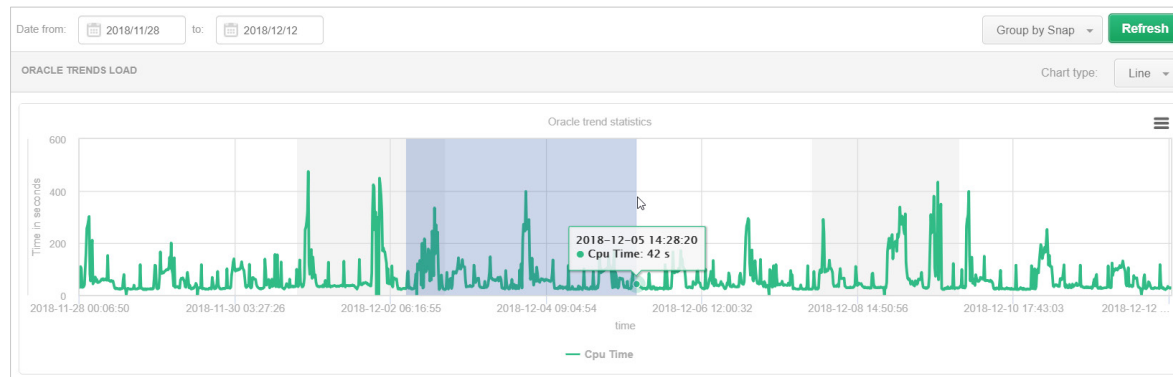 Date from: 2018/11/28 to: 2018/12/12 Group by Snap Refresh
ORACLE TRENDS LOAD Chart type: Line
Oracle trend statistics
600
400
200
0
Time in seconds
2018-12-05 14:28:20
Cpu Time: 42 s
2018-11-28 00:06:50 2018-11-30 03:27:26 2018-12-02 06:16:55 2018-12-04 09:04:54 2018-12-06 12:00:32 2018-12-08 14:50:56 2018-12-10 17:43:03 2018-12-12 ...
time
Cpu Time